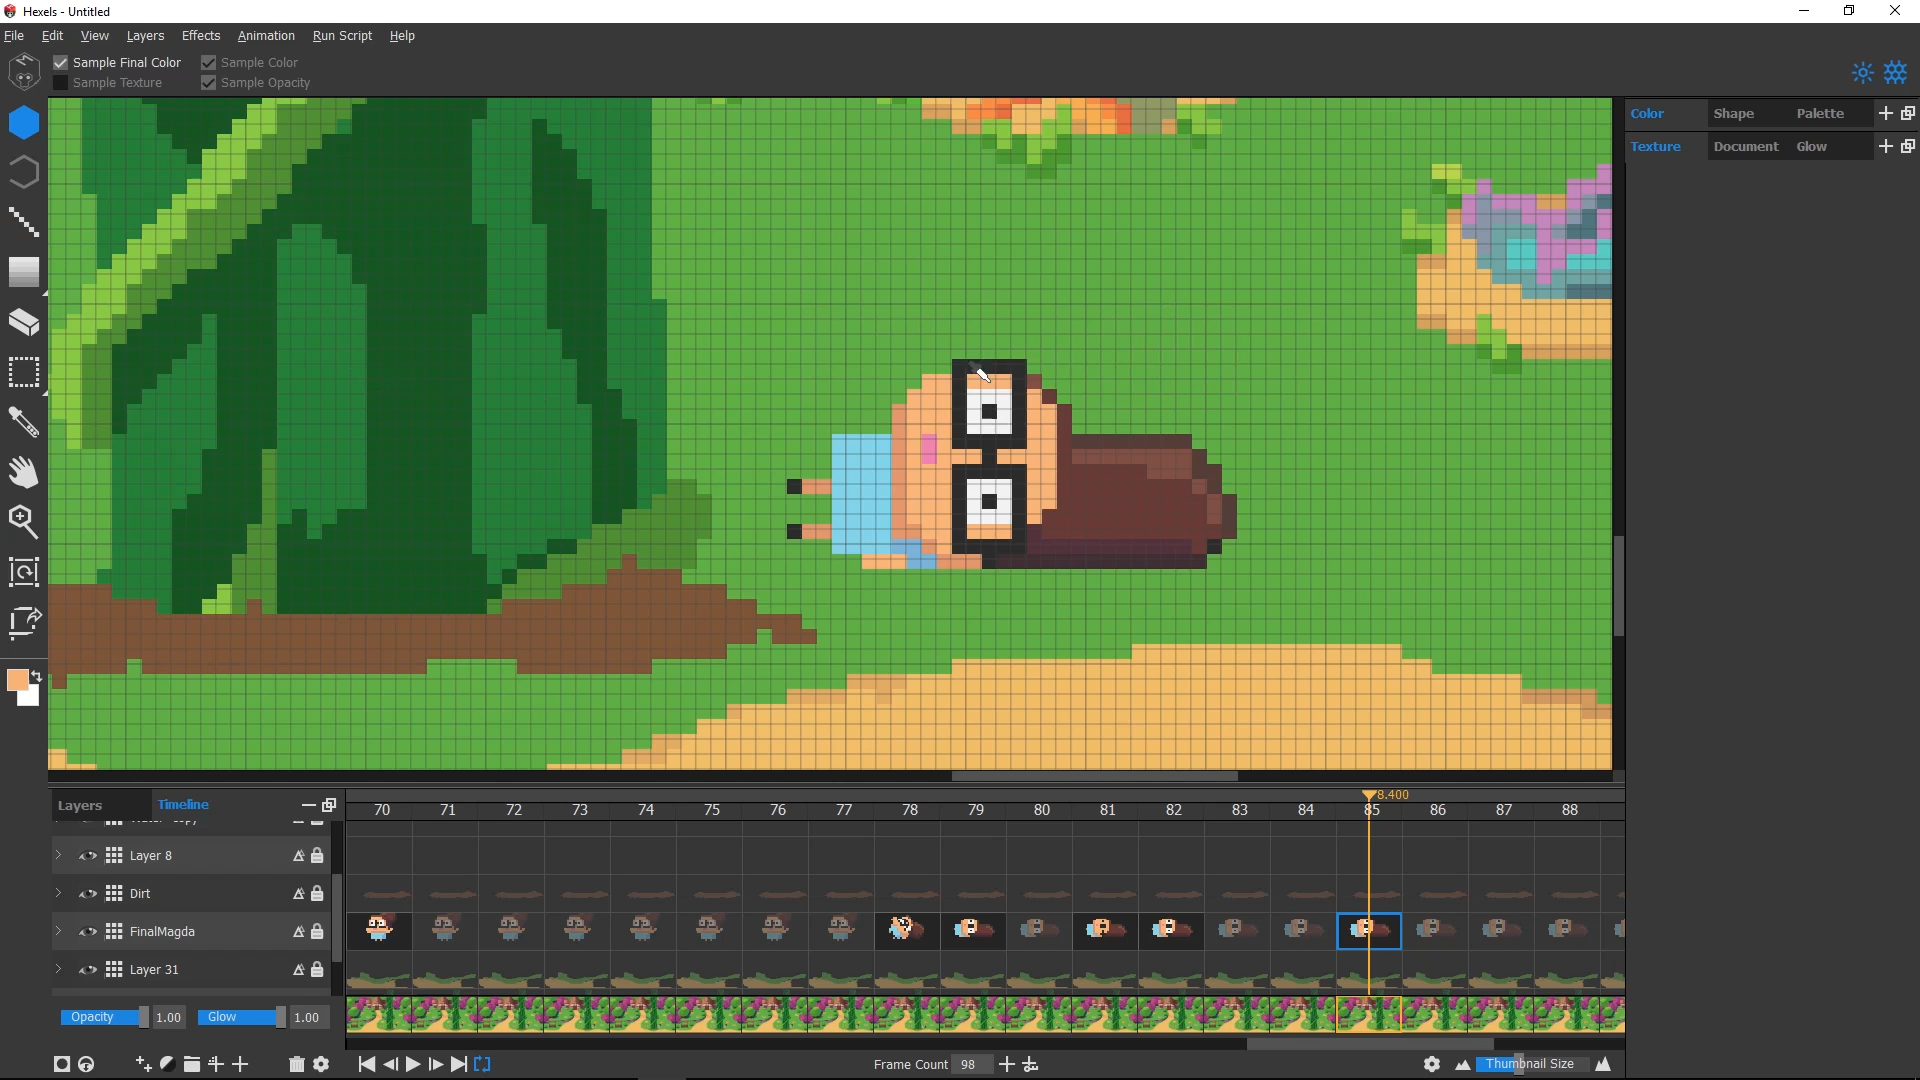 Hexels - Untitled
File Edit View Layers Effects Animation Run Script Help
Sample Final Color Sample Color
Sample Texture Sample Opacity
Color Shape Palette
Texture Document Glow
Layers Timeline
8.400
70 71 72 73 74 75 76 77 78 79 80 81 82 83 84 85 86 87 88
Layer 8
Dirt
FinalMagda
Layer 31
Opacity 1.00 Glow 1.00
Frame Count 98 Thumbnail Size